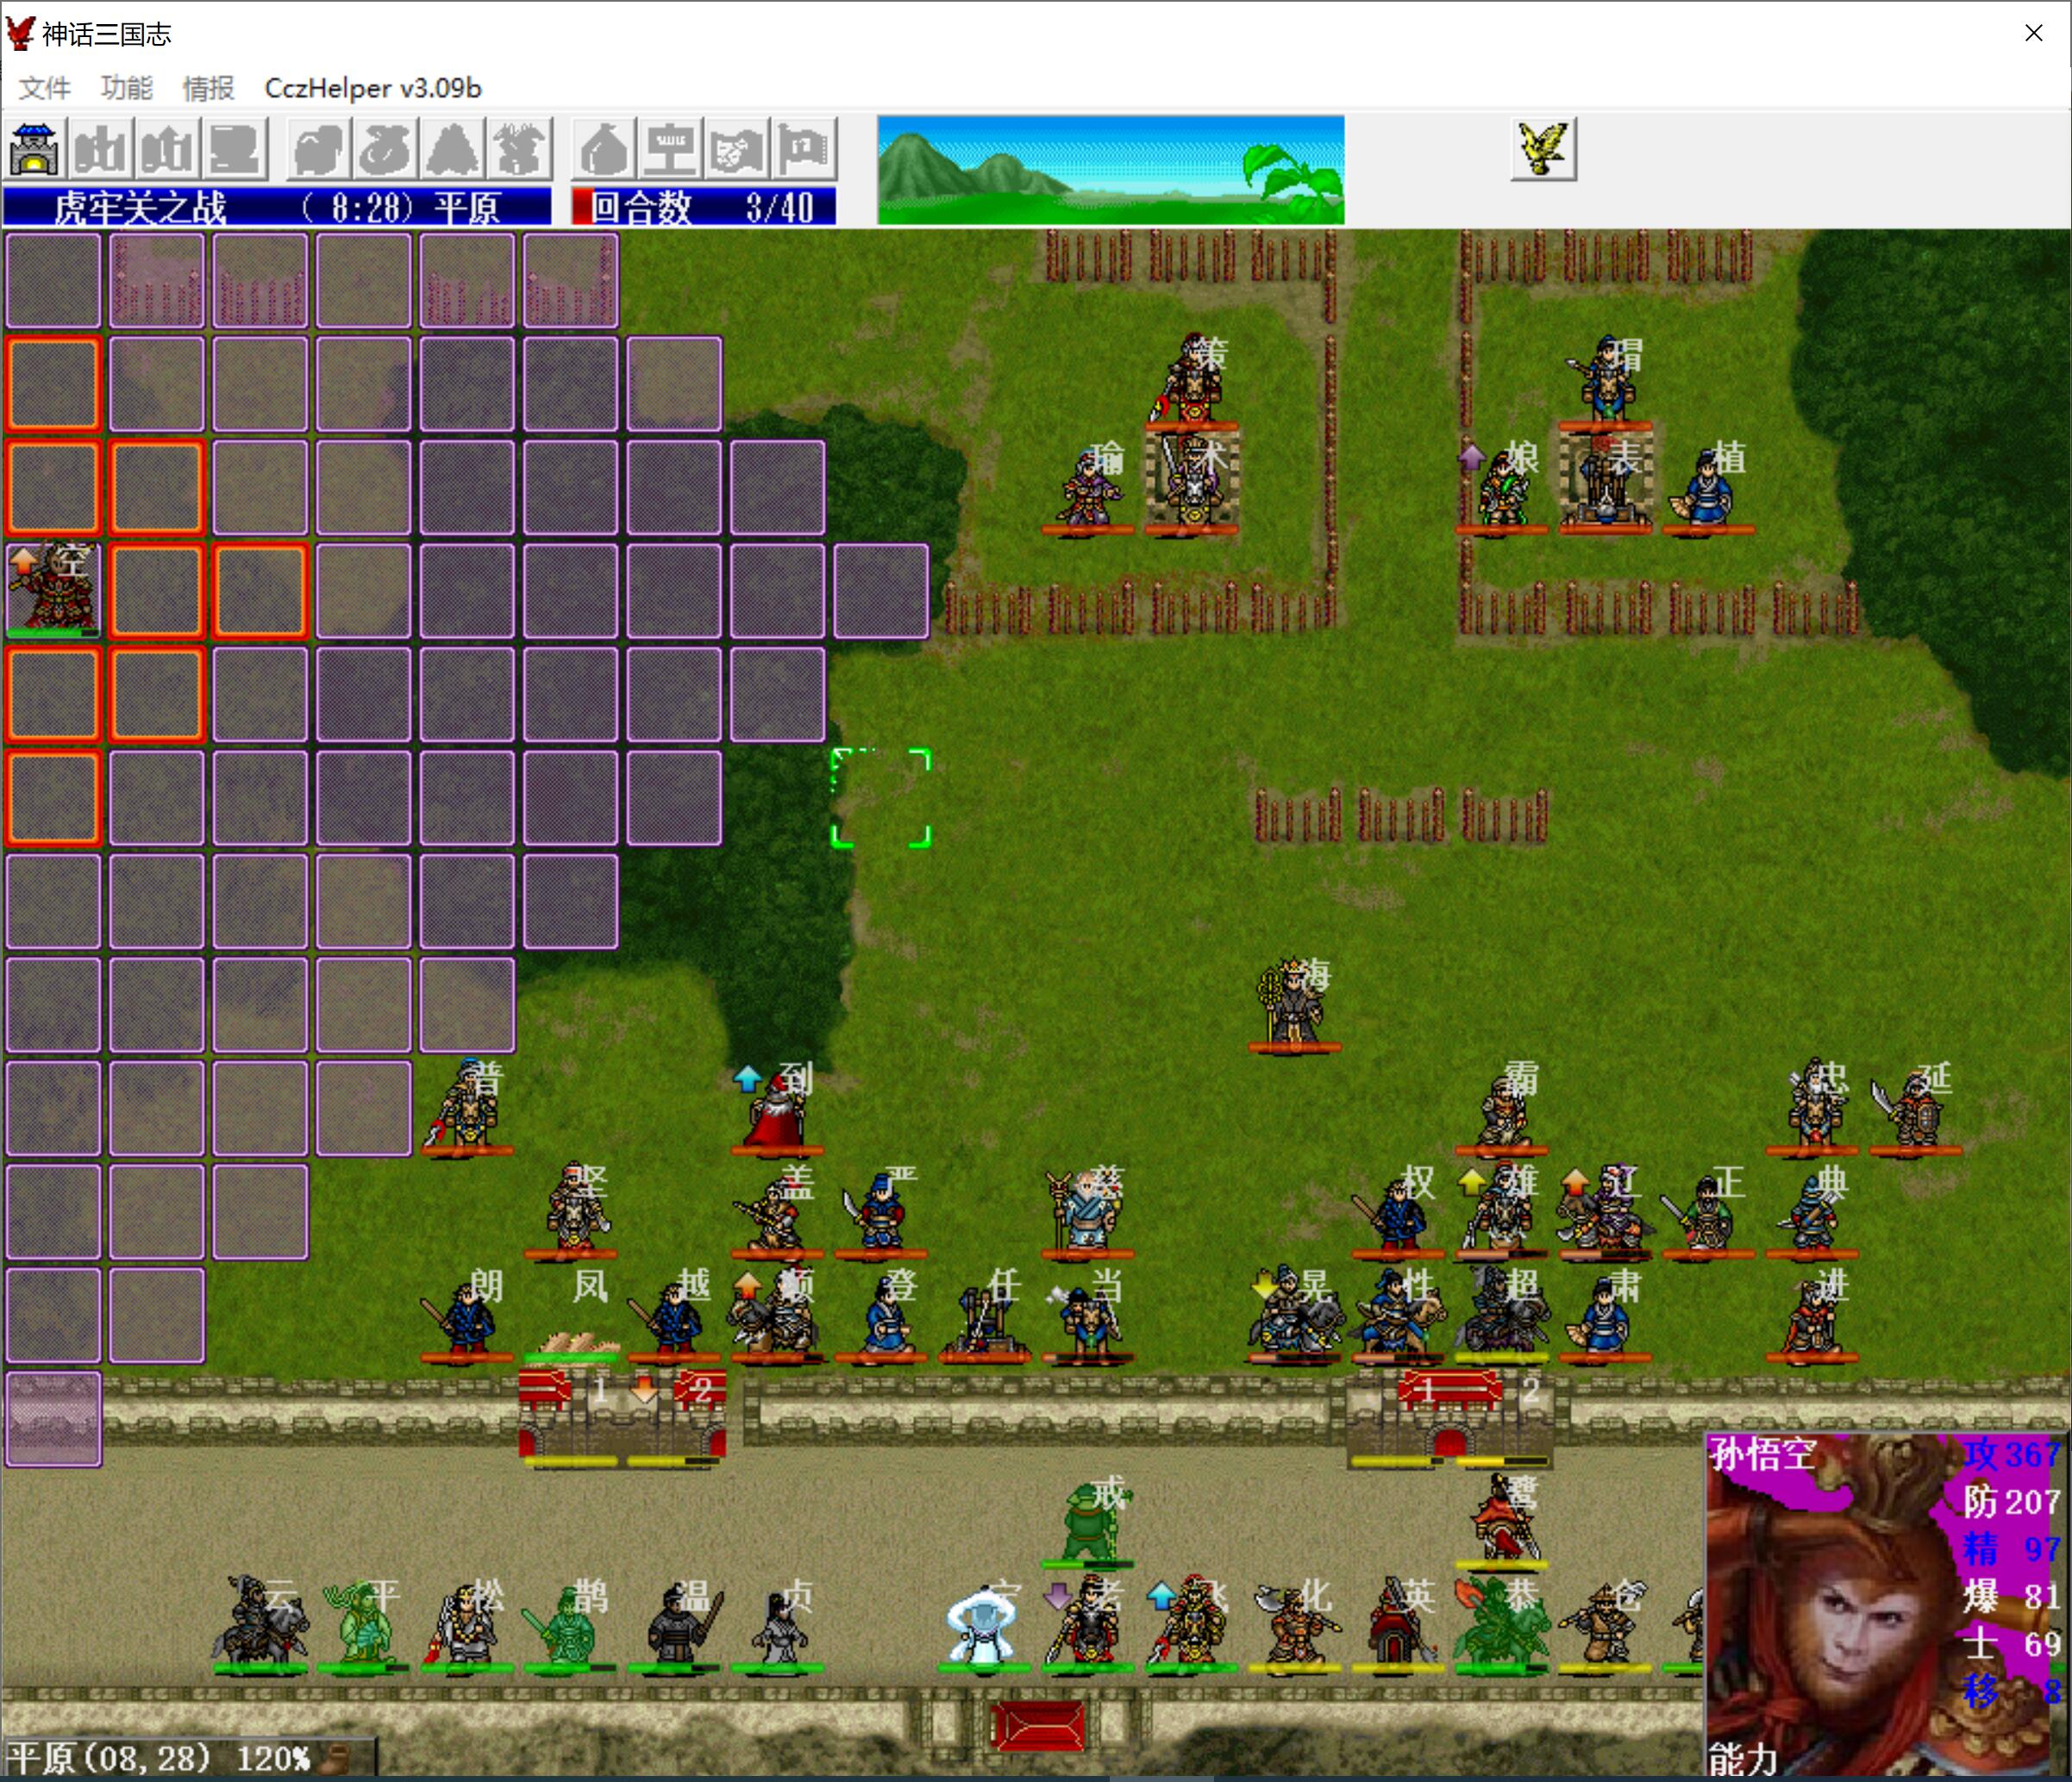 神话三国志
文件 功能 情报 CczHelper v3.09b
虎牢关之战 ( 8:28) 平原 回合数 3/40
策 瑁
瑜 术 娘 表 植
空
海
普 到 霸 忠 延
坚 盖 严 慈 权 雄 辽 正 典
朗 凤 越 顺 登 任 当 晃 性 超 肃 进
1 2 1 2
戒 鹭
云 平 松 鹊 温 贞 宁 老 飞 化 英 恭 仓
孙悟空
攻 367
防 207
精 97
爆 81
士 69
移 8
能力
平原(08,28) 120%